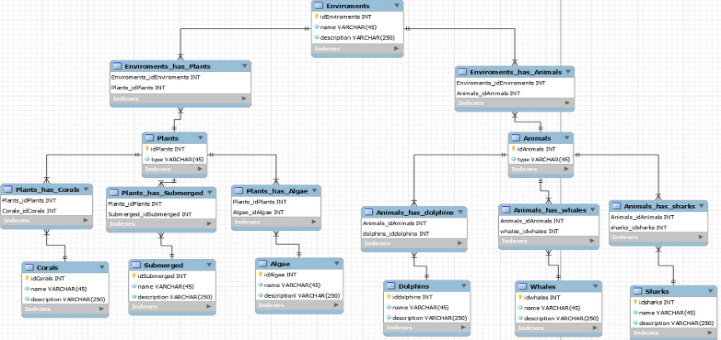 Enviroments
idEnviroments INT
name VARCHAR(45)
description VARCHAR(250)
Indexes
Enviroments_has_Plants
Enviroments_idEnviroments INT
Plants_idPlants INT
Indexes
Enviroments_has_Animals
Enviroments_idEnviroments INT
Animals_idAnimals INT
Indexes
Plants
idPlants INT
type VARCHAR(45)
Indexes
Animals
idAnimals INT
type VARCHAR(45)
Indexes
Plants_has_Corals
Plants_idPlants INT
Corals_idCorals INT
Indexes
Plants_has_Submerged
Plants_idPlants INT
Submerged_idSubmerged INT
Indexes
Plants_has_Algae
Plants_idPlants INT
Algae_idAlgae INT
Indexes
Animals_has_dolphins
Animals_idAnimals INT
dolphins_iddolphins INT
Indexes
Animals_has_whales
Animals_idAnimals INT
whales_idwhales INT
Indexes
Animals_has_sharks
Animals_idAnimals INT
sharks_idsharks INT
Indexes
Corals
idCorals INT
name VARCHAR(45)
description VARCHAR(250)
Indexes
Submerged
idSubmerged INT
name VARCHAR(45)
description VARCHAR(250)
Indexes
Algae
idAlgae INT
name VARCHAR(45)
description VARCHAR(250)
Indexes
Dolphins
iddolphins INT
name VARCHAR(45)
description VARCHAR(250)
Indexes
Whales
idwhales INT
name VARCHAR(45)
description VARCHAR(250)
Indexes
Sharks
idsharks INT
name VARCHAR(45)
description VARCHAR(250)
Indexes